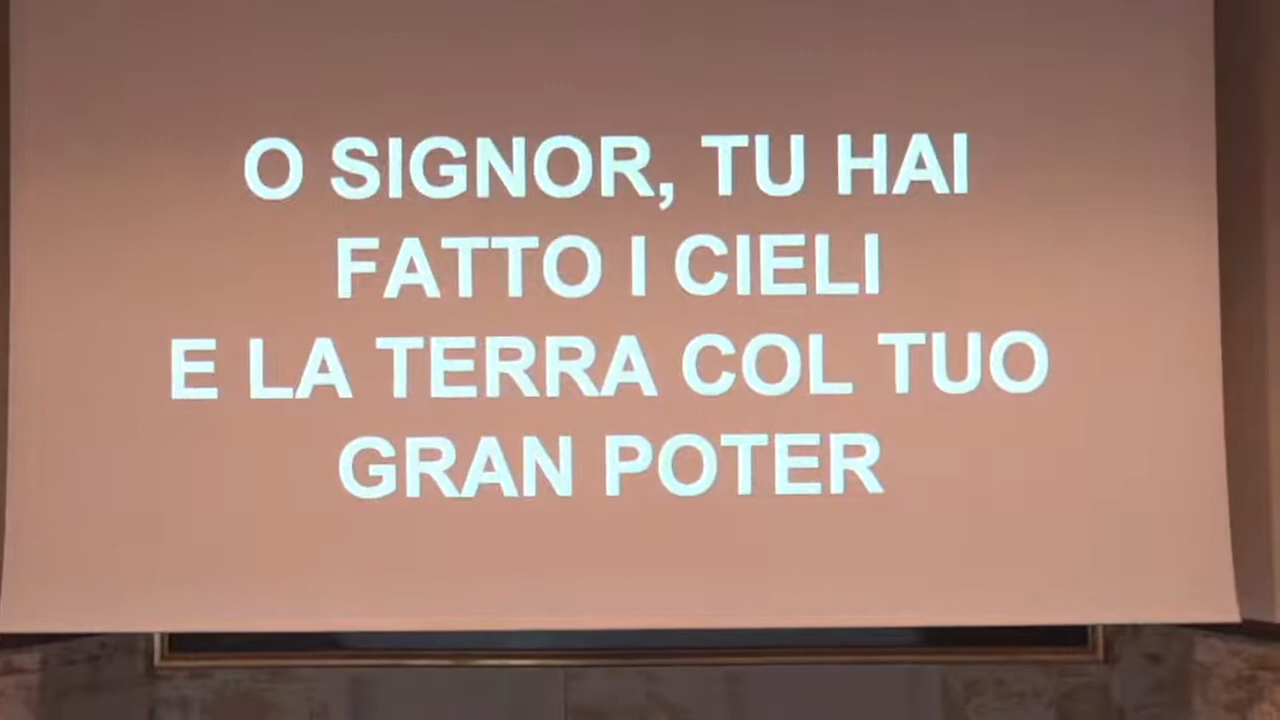 O SIGNOR, TU HAI
FATTO I CIELI
E LA TERRA COL TUO
GRAN POTER